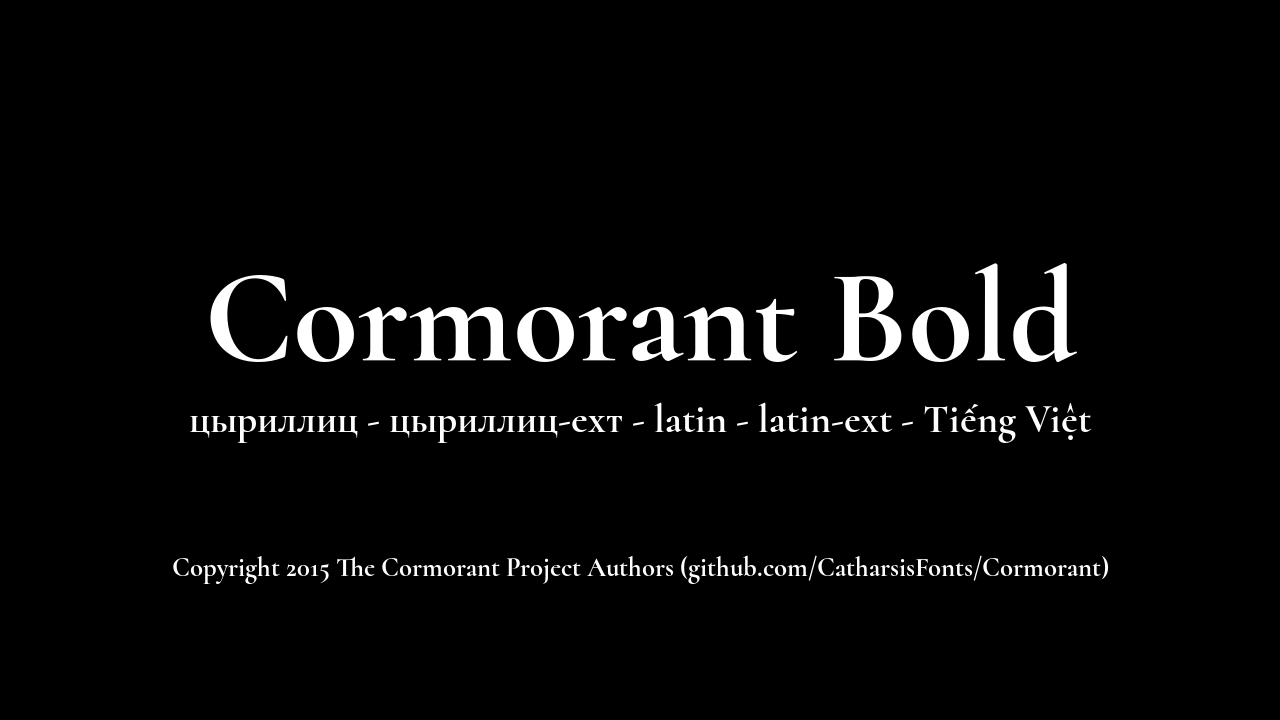 Cormorant Bold
цыриллиц - цыриллиц-ехт - latin - latin-ext - Tiếng Việt
Copyright 2015 The Cormorant Project Authors (github.com/CatharsisFonts/Cormorant)